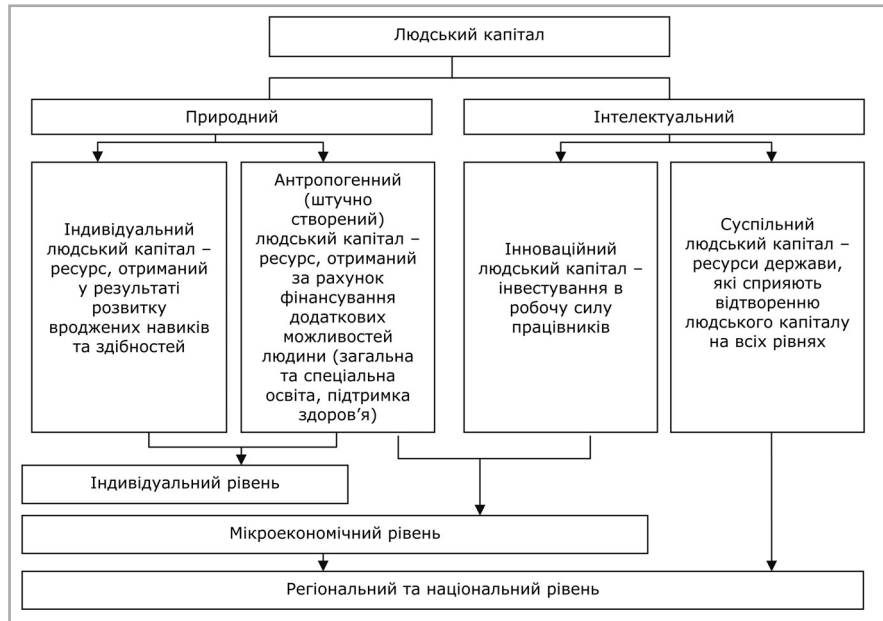 Людський капітал
Природний
Інтелектуальний
Індивідуальний
людський капітал –
ресурс, отриманий
у результаті
розвитку
вроджених навиків
та здібностей
Антропогенний
(штучно
створений)
людський капітал –
ресурс, отриманий
за рахунок
фінансування
додаткових
можливостей
людини (загальна
та спеціальна
освіта, підтримка
здоров’я)
Інноваційний
людський капітал –
інвестування в
робочу силу
працівників
Суспільний
людський капітал –
ресурси держави,
які сприяють
відтворенню
людського капіталу
на всіх рівнях
Індивідуальний рівень
Мікроекономічний рівень
Регіональний та національний рівень